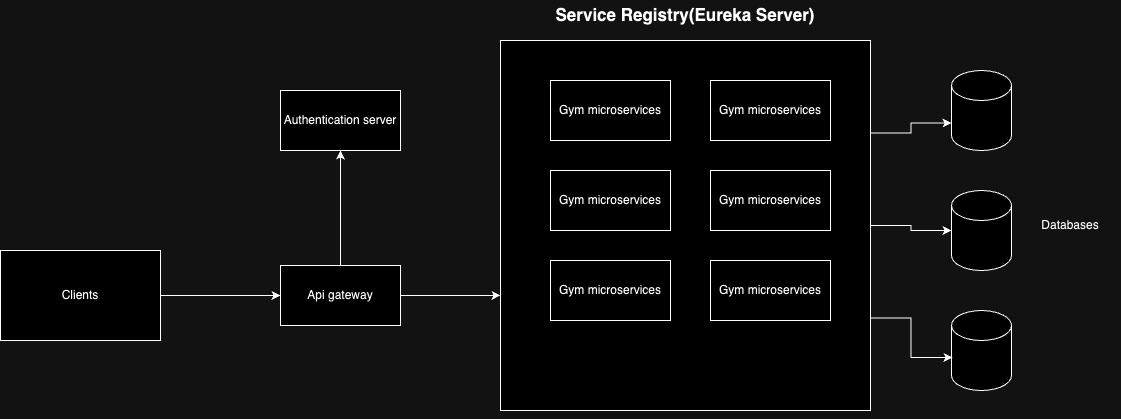 Service Registry(Eureka Server)
Gym microservices
Gym microservices
Authentication server
Gym microservices
Gym microservices
Databases
Clients
Api gateway
Gym microservices
Gym microservices